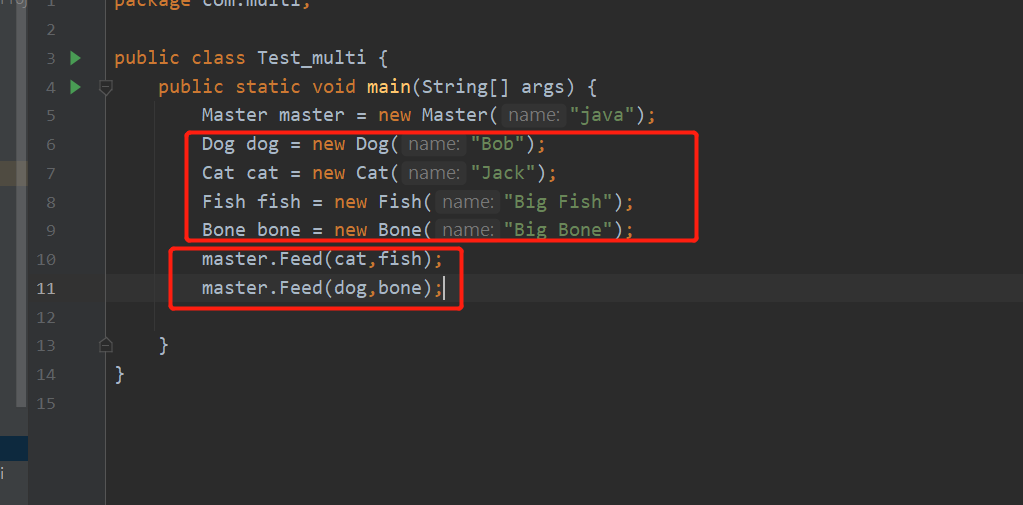 package com.multi;
1
2
3 public class Test_multi {
4 public static void main(String[] args) {
5 Master master = new Master( name: "java");
6 Dog dog = new Dog( name: "Bob");
7 Cat cat = new Cat( name: "Jack");
8 Fish fish = new Fish( name: "Big Fish");
9 Bone bone = new Bone( name: "Big Bone");
10 master.Feed(cat,fish);
11 master.Feed(dog,bone);
12
13 }
14 }
15
i